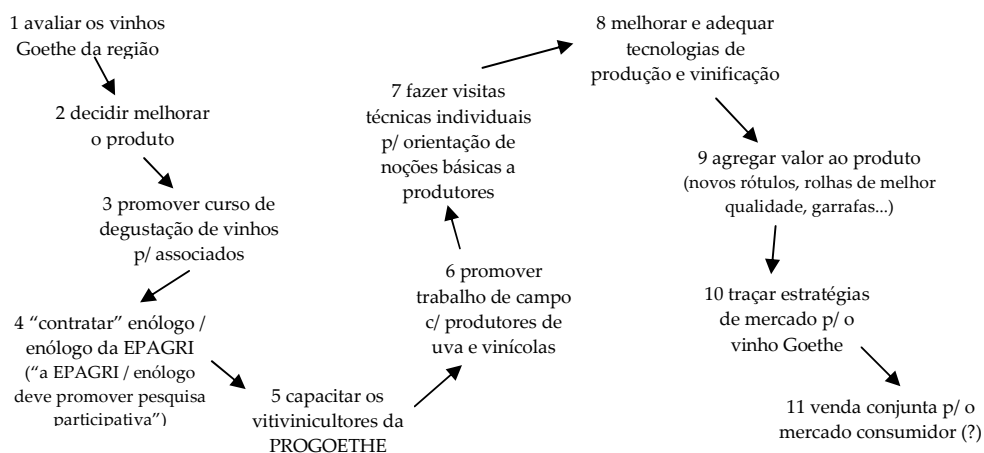 1 avaliar os vinhos
Goethe da região
2 decidir melhorar
o produto
3 promover curso de
degustação de vinhos
p/ associados
4 “contratar” enólogo /
enólogo da EPAGRI
(“a EPAGRI / enólogo
deve promover pesquisa
participativa”)
5 capacitar os
vitivinicultores da
PROGOETHE
6 promover
trabalho de campo
c/ produtores de
uva e vinícolas
7 fazer visitas
técnicas individuais
p/ orientação de
noções básicas a
produtores
8 melhorar e adequar
tecnologias de
produção e vinificação
9 agregar valor ao produto
(novos rótulos, rolhas de melhor
qualidade, garrafas...)
10 traçar estratégias
de mercado p/ o
vinho Goethe
11 venda conjunta p/ o
mercado consumidor (?)